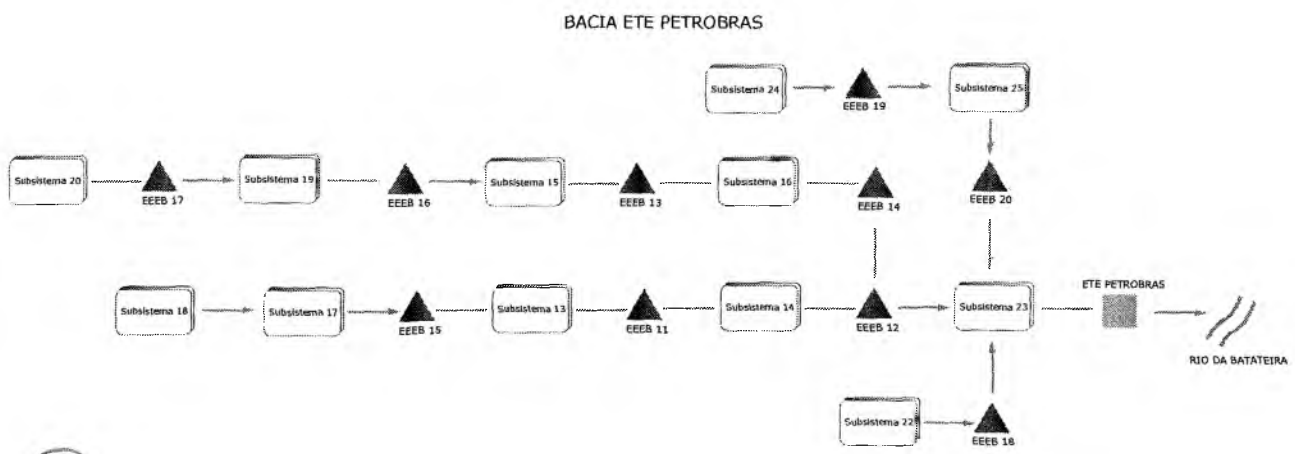 BACIA ETE PETROBRAS
Subsistema 24
EEEB 19
Subsistema 25
Subsistema 20
EEEB 17
Subsistema 19
EEEB 16
Subsistema 15
EEEB 13
Subsistema 16
EEEB 14
EEEB 20
Subsistema 18
Subsistema 17
EEEB 15
Subsistema 13
EEEB 11
Subsistema 14
EEEB 12
Subsistema 23
ETE PETROBRAS
RIO DA BATATEIRA
Subsistema 22
EEEB 18